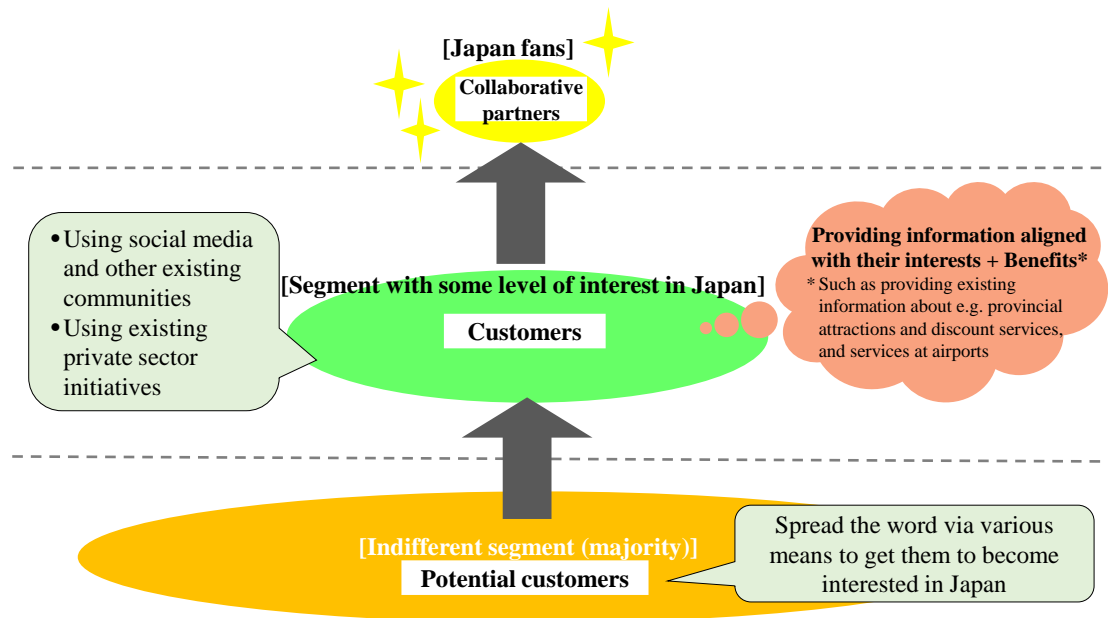 [Japan fans]
Collaborative
partners
• Using social media
and other existing
communities
• Using existing
private sector
initiatives
[Segment with some level of interest in Japan]
Customers
Providing information aligned
with their interests + Benefits*
* Such as providing existing
information about e.g. provincial
attractions and discount services,
and services at airports
[Indifferent segment (majority)]
Potential customers
Spread the word via various
means to get them to become
interested in Japan